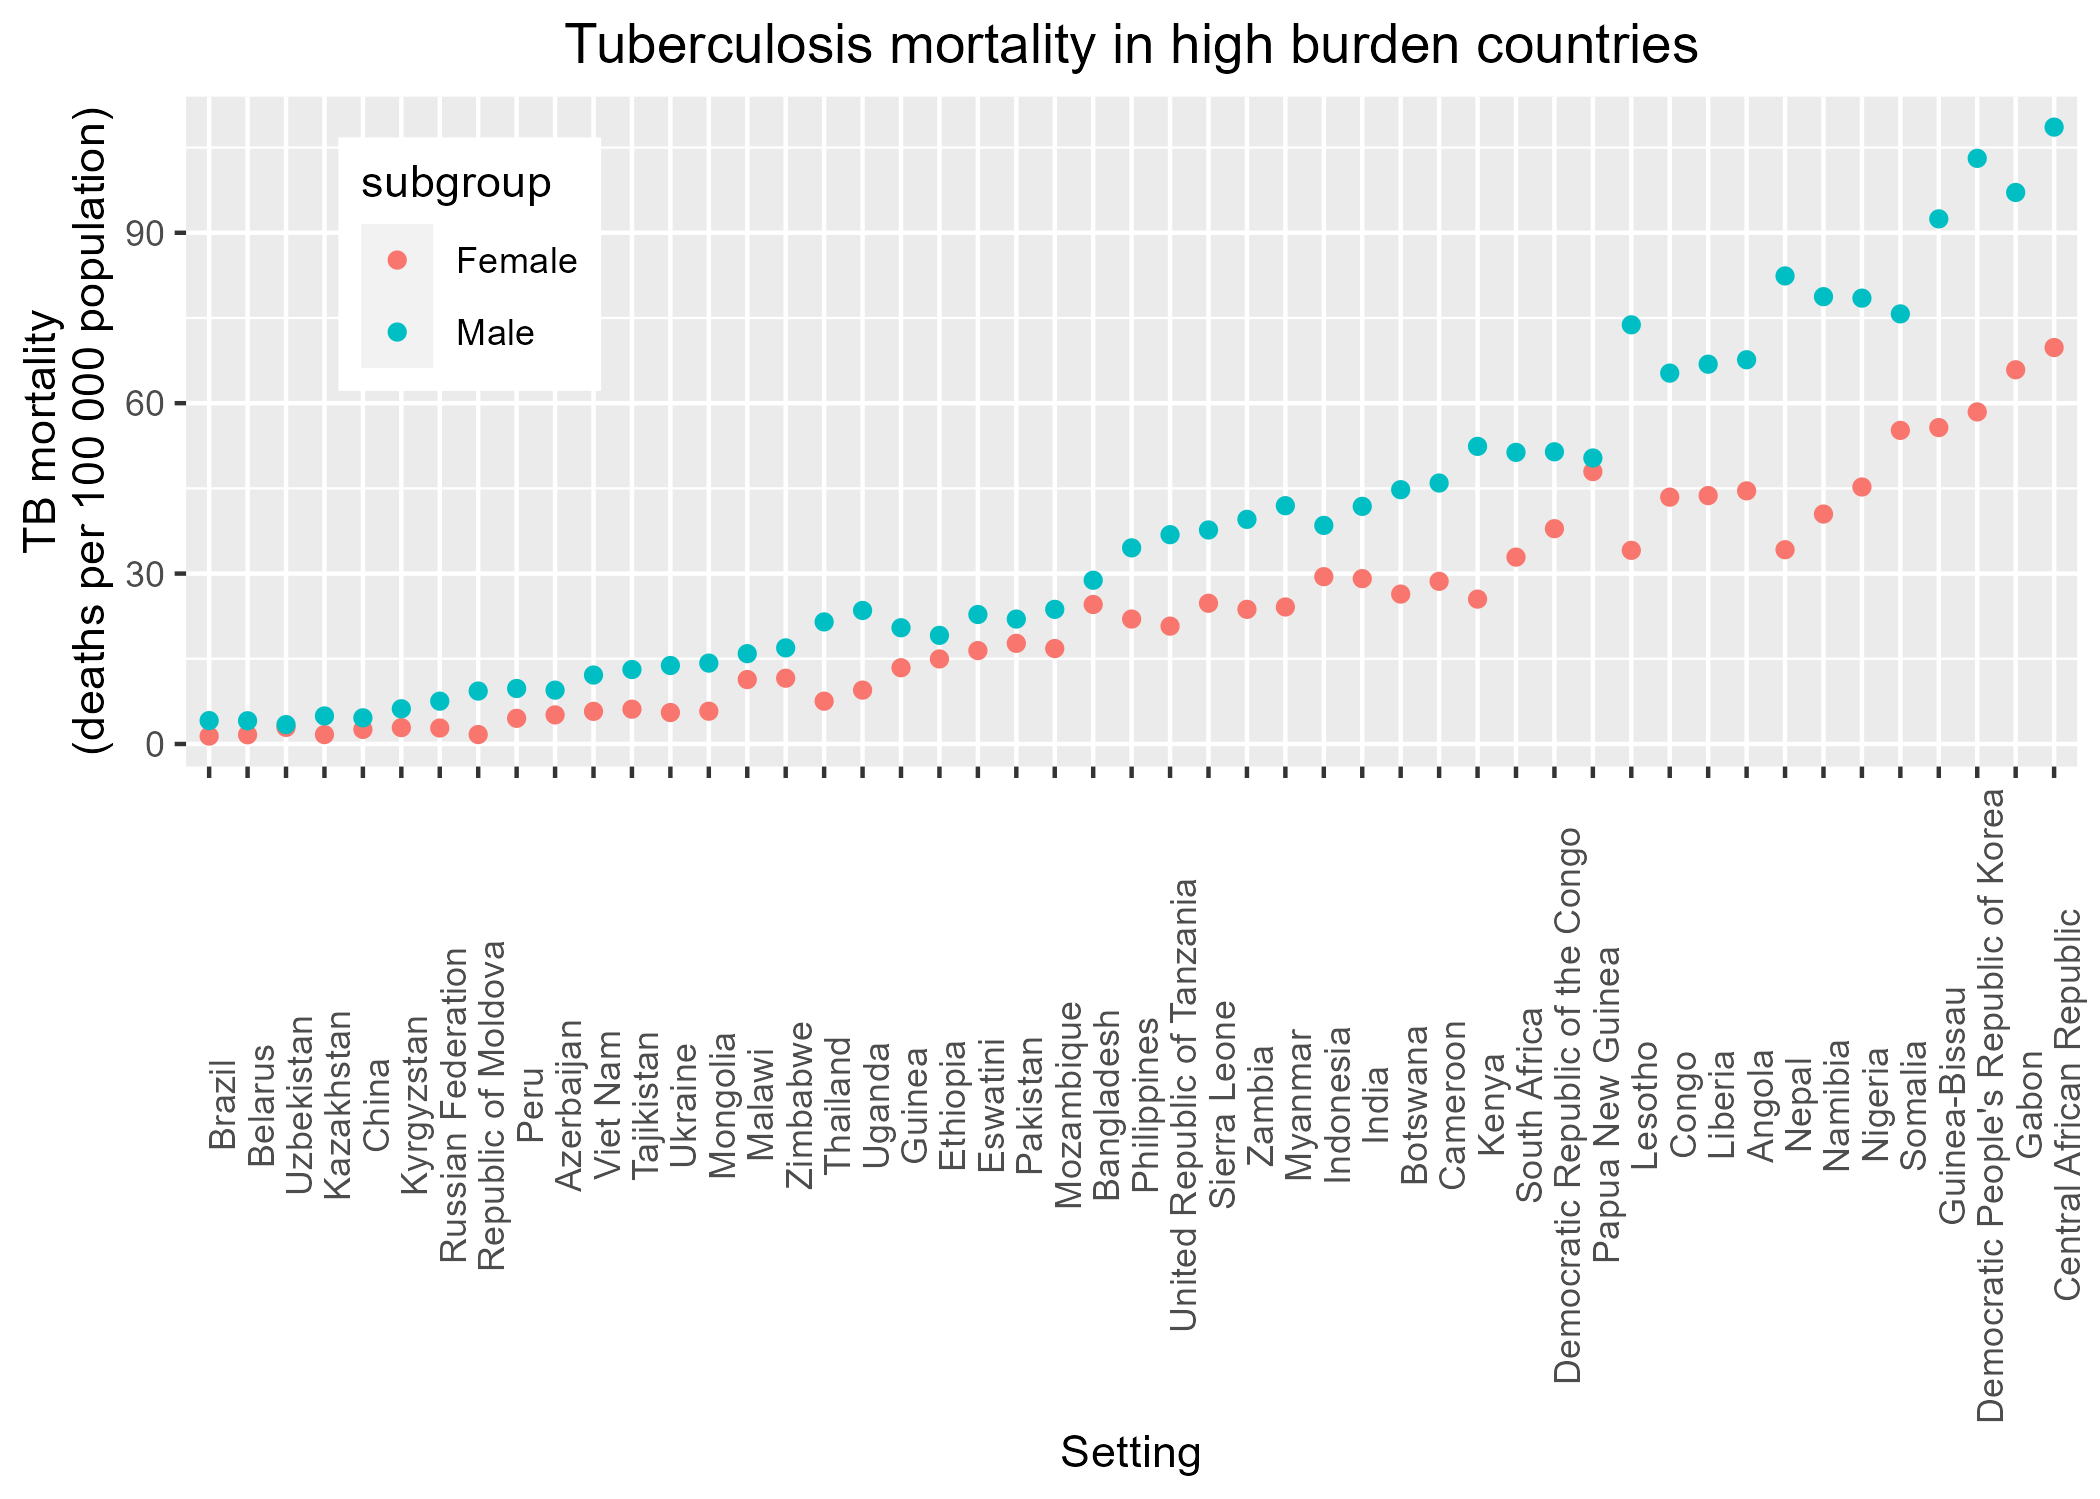 Tuberculosis mortality in high burden countries
TB mortality
(deaths per 100 000 population)
90
60
30
0
subgroup
Female
Male
Brazil
Belarus
Uzbekistan
Kazakhstan
China
Kyrgyzstan
Russian Federation
Republic of Moldova
Peru
Azerbaijan
Viet Nam
Tajikistan
Ukraine
Mongolia
Malawi
Zimbabwe
Thailand
Uganda
Guinea
Ethiopia
Eswatini
Pakistan
Mozambique
Bangladesh
Philippines
United Republic of Tanzania
Sierra Leone
Zambia
Myanmar
Indonesia
India
Botswana
Cameroon
Kenya
South Africa
Democratic Republic of the Congo
Papua New Guinea
Lesotho
Congo
Liberia
Angola
Nepal
Namibia
Nigeria
Somalia
Guinea-Bissau
Democratic People's Republic of Korea
Gabon
Central African Republic
Setting